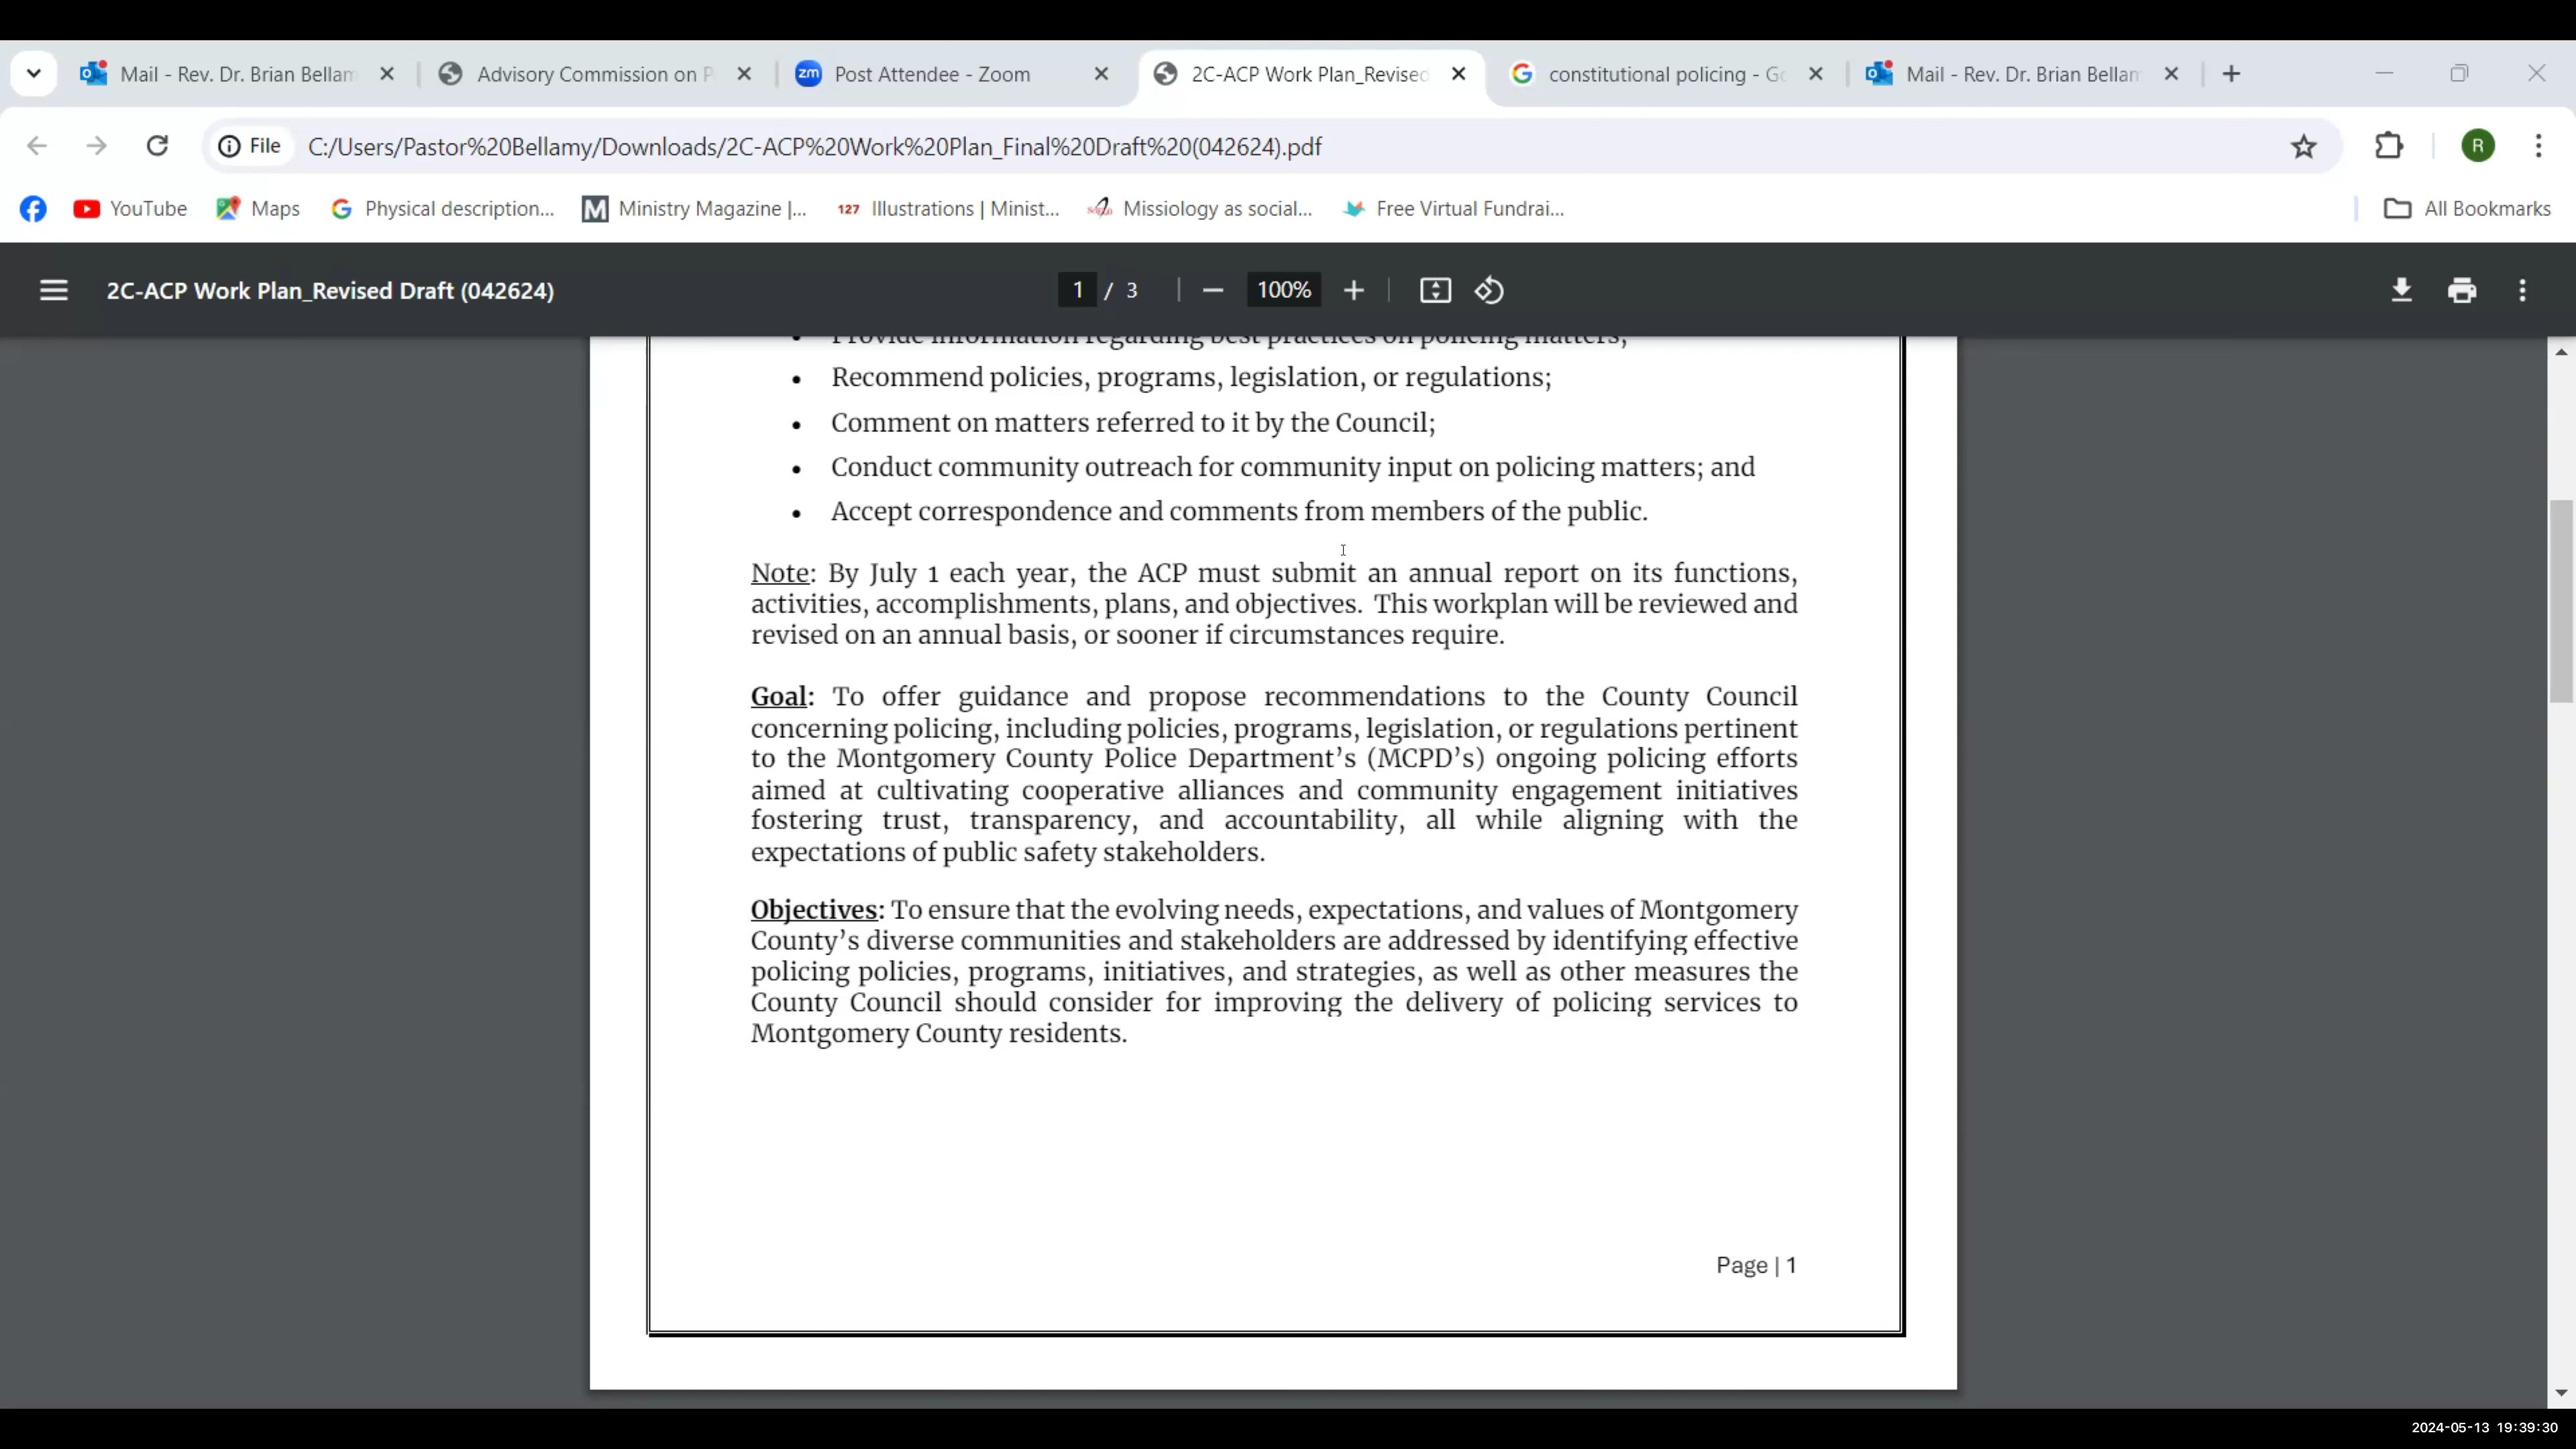 Mail - Rev. Dr. Brian Bellam
Advisory Commission on P
zm Post Attendee - Zoom
2C-ACP Work Plan_Revised
constitutional policing - Go
Mail - Rev. Dr. Brian Bellam
File C:/Users/Pastor%20Bellamy/Downloads/2C-ACP%20Work%20Plan_Final%20Draft%20(042624).pdf
R
YouTube
Maps
Physical description...
M Ministry Magazine |...
127 Illustrations | Minist...
Missiology as social...
Free Virtual Fundrai...
All Bookmarks
2C-ACP Work Plan_Revised Draft (042624)
1 / 3
100%
• Provide information regarding best practices on policing matters;
• Recommend policies, programs, legislation, or regulations;
• Comment on matters referred to it by the Council;
• Conduct community outreach for community input on policing matters; and
• Accept correspondence and comments from members of the public.
Note: By July 1 each year, the ACP must submit an annual report on its functions,
activities, accomplishments, plans, and objectives. This workplan will be reviewed and
revised on an annual basis, or sooner if circumstances require.
Goal: To offer guidance and propose recommendations to the County Council
concerning policing, including policies, programs, legislation, or regulations pertinent
to the Montgomery County Police Department’s (MCPD’s) ongoing policing efforts
aimed at cultivating cooperative alliances and community engagement initiatives
fostering trust, transparency, and accountability, all while aligning with the
expectations of public safety stakeholders.
Objectives: To ensure that the evolving needs, expectations, and values of Montgomery
County’s diverse communities and stakeholders are addressed by identifying effective
policing policies, programs, initiatives, and strategies, as well as other measures the
County Council should consider for improving the delivery of policing services to
Montgomery County residents.
Page | 1
2024-05-13 19:39:30